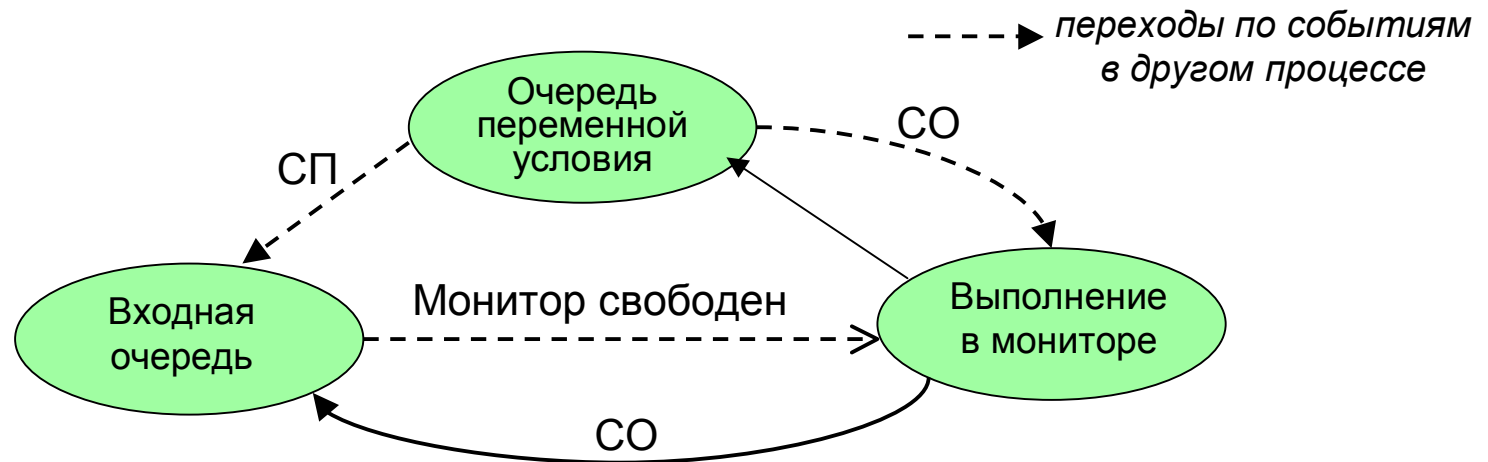 переходы по событиям
в другом процессе
Очередь
переменной
условия
СО
СП
Монитор свободен
Входная
очередь
Выполнение
в мониторе
СО